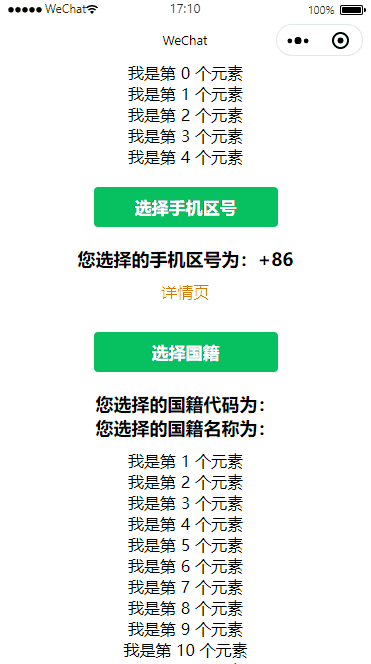 WeChat 17:10 100%
WeChat
我是第 0 个元素
我是第 1 个元素
我是第 2 个元素
我是第 3 个元素
我是第 4 个元素
选择手机区号
您选择的手机区号为：+86
详情页
选择国籍
您选择的国籍代码为：
您选择的国籍名称为：
我是第 1 个元素
我是第 2 个元素
我是第 3 个元素
我是第 4 个元素
我是第 5 个元素
我是第 6 个元素
我是第 7 个元素
我是第 8 个元素
我是第 9 个元素
我是第 10 个元素